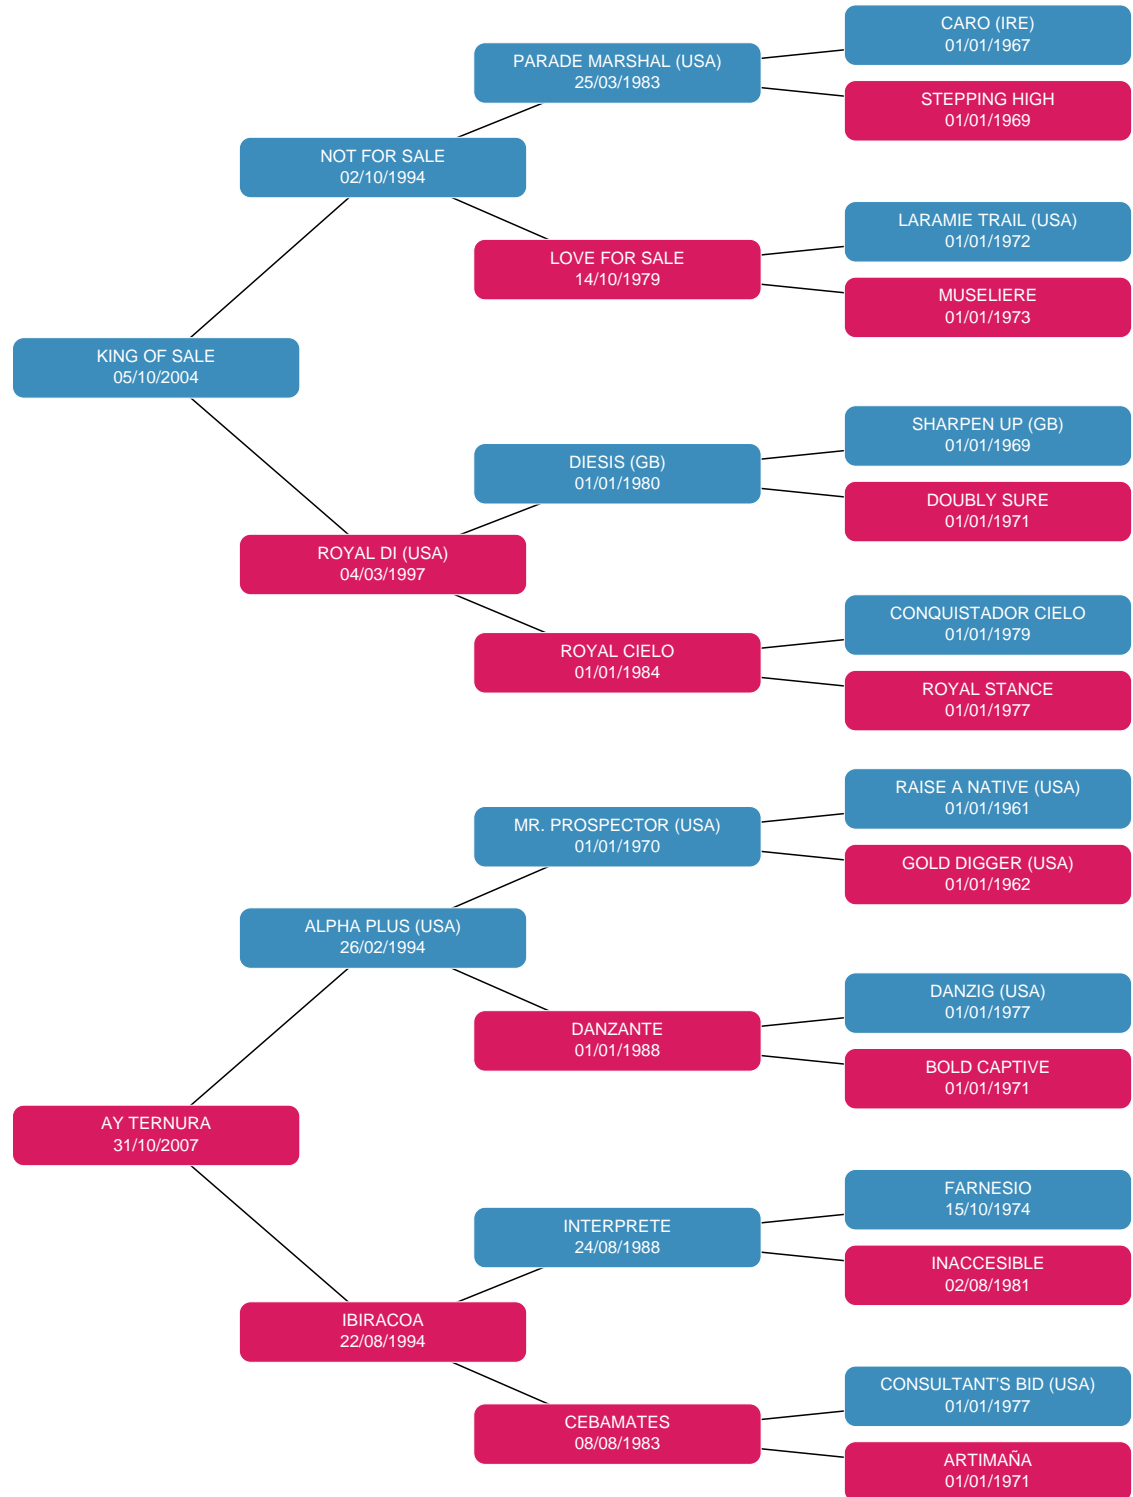 CARO (IRE)
01/01/1967
PARADE MARSHAL (USA)
25/03/1983
STEPPING HIGH
01/01/1969
NOT FOR SALE
02/10/1994
LARAMIE TRAIL (USA)
01/01/1972
LOVE FOR SALE
14/10/1979
MUSELIERE
01/01/1973
KING OF SALE
05/10/2004
SHARPEN UP (GB)
01/01/1969
DIESIS (GB)
01/01/1980
DOUBLY SURE
01/01/1971
ROYAL DI (USA)
04/03/1997
CONQUISTADOR CIELO
01/01/1979
ROYAL CIELO
01/01/1984
ROYAL STANCE
01/01/1977
RAISE A NATIVE (USA)
01/01/1961
MR. PROSPECTOR (USA)
01/01/1970
GOLD DIGGER (USA)
01/01/1962
ALPHA PLUS (USA)
26/02/1994
DANZIG (USA)
01/01/1977
DANZANTE
01/01/1988
BOLD CAPTIVE
01/01/1971
AY TERNURA
31/10/2007
FARNESIO
15/10/1974
INTERPRETE
24/08/1988
INACCESIBLE
02/08/1981
IBIRACOA
22/08/1994
CONSULTANT'S BID (USA)
01/01/1977
CEBAMATES
08/08/1983
ARTIMAÑA
01/01/1971